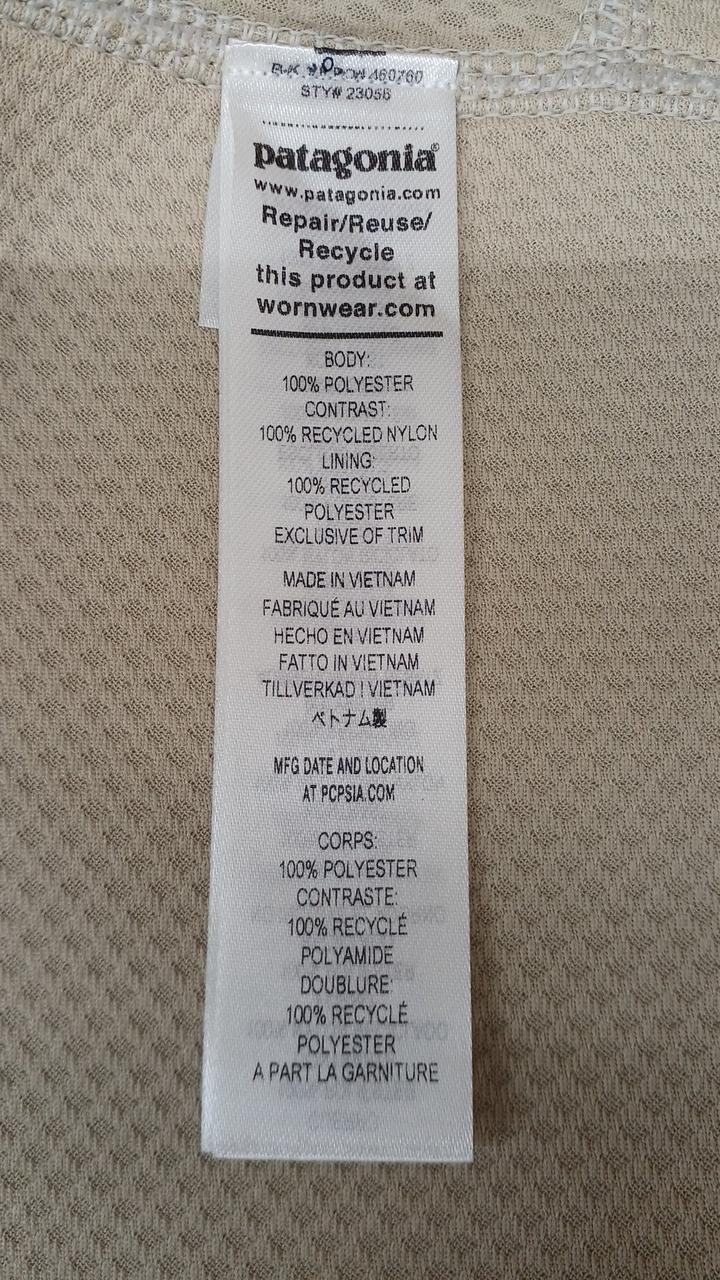 460760
STY# 23056
patagonia®
www.patagonia.com
Repair/Reuse/
Recycle
this product at
wornwear.com
BODY:
100% POLYESTER
CONTRAST:
100% RECYCLED NYLON
LINING:
100% RECYCLED
POLYESTER
EXCLUSIVE OF TRIM
MADE IN VIETNAM
FABRIQUÉ AU VIETNAM
HECHO EN VIETNAM
FATTO IN VIETNAM
TILLVERKAD I VIETNAM
ベトナム製
MFG DATE AND LOCATION
AT PCPSIA.COM
CORPS:
100% POLYESTER
CONTRASTE:
100% RECYCLÉ
POLYAMIDE
DOUBLURE:
100% RECYCLÉ
POLYESTER
A PART LA GARNITURE